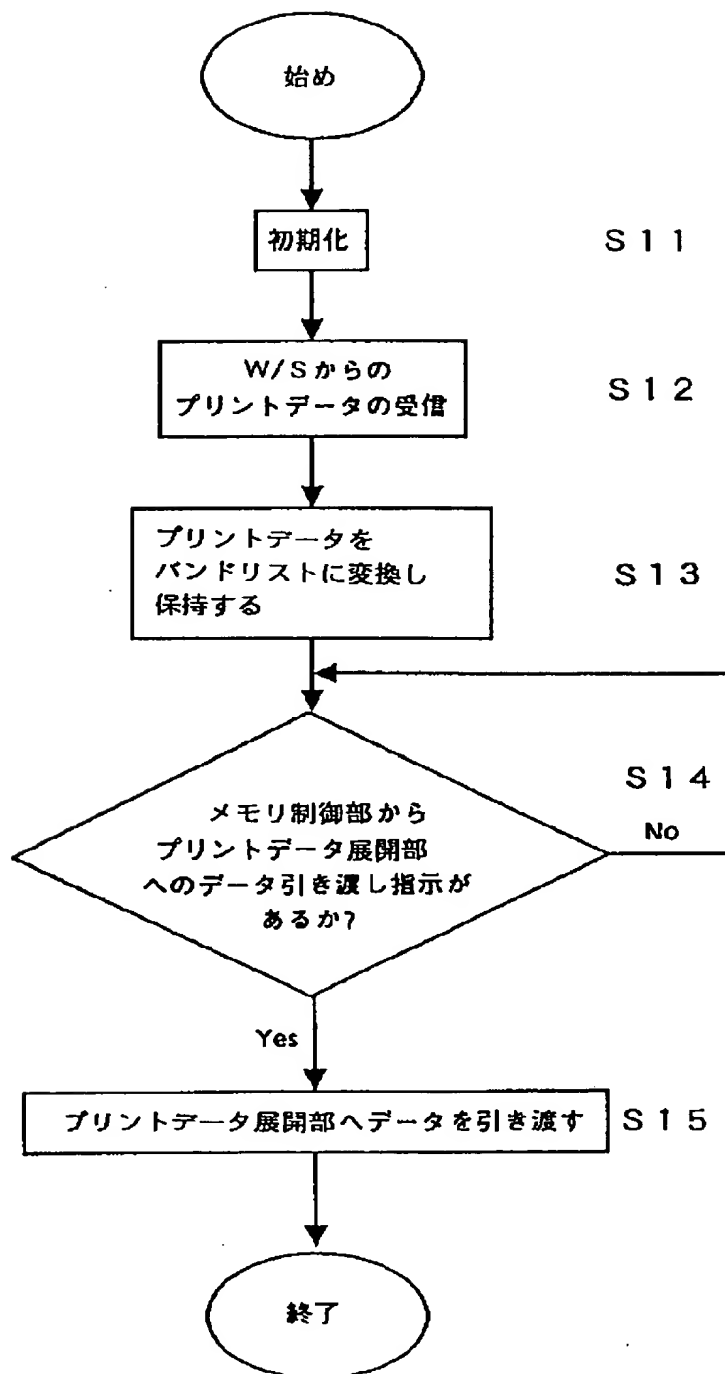 始め
初期化
S11
W/Sからの
プリントデータの受信
S12
プリントデータを
バンドリストに変換し
保持する
S13
メモリ制御部から
プリントデータ展開部
へのデータ引き渡し指示が
あるか?
S14
No
Yes
プリントデータ展開部へデータを引き渡す
S15
終了